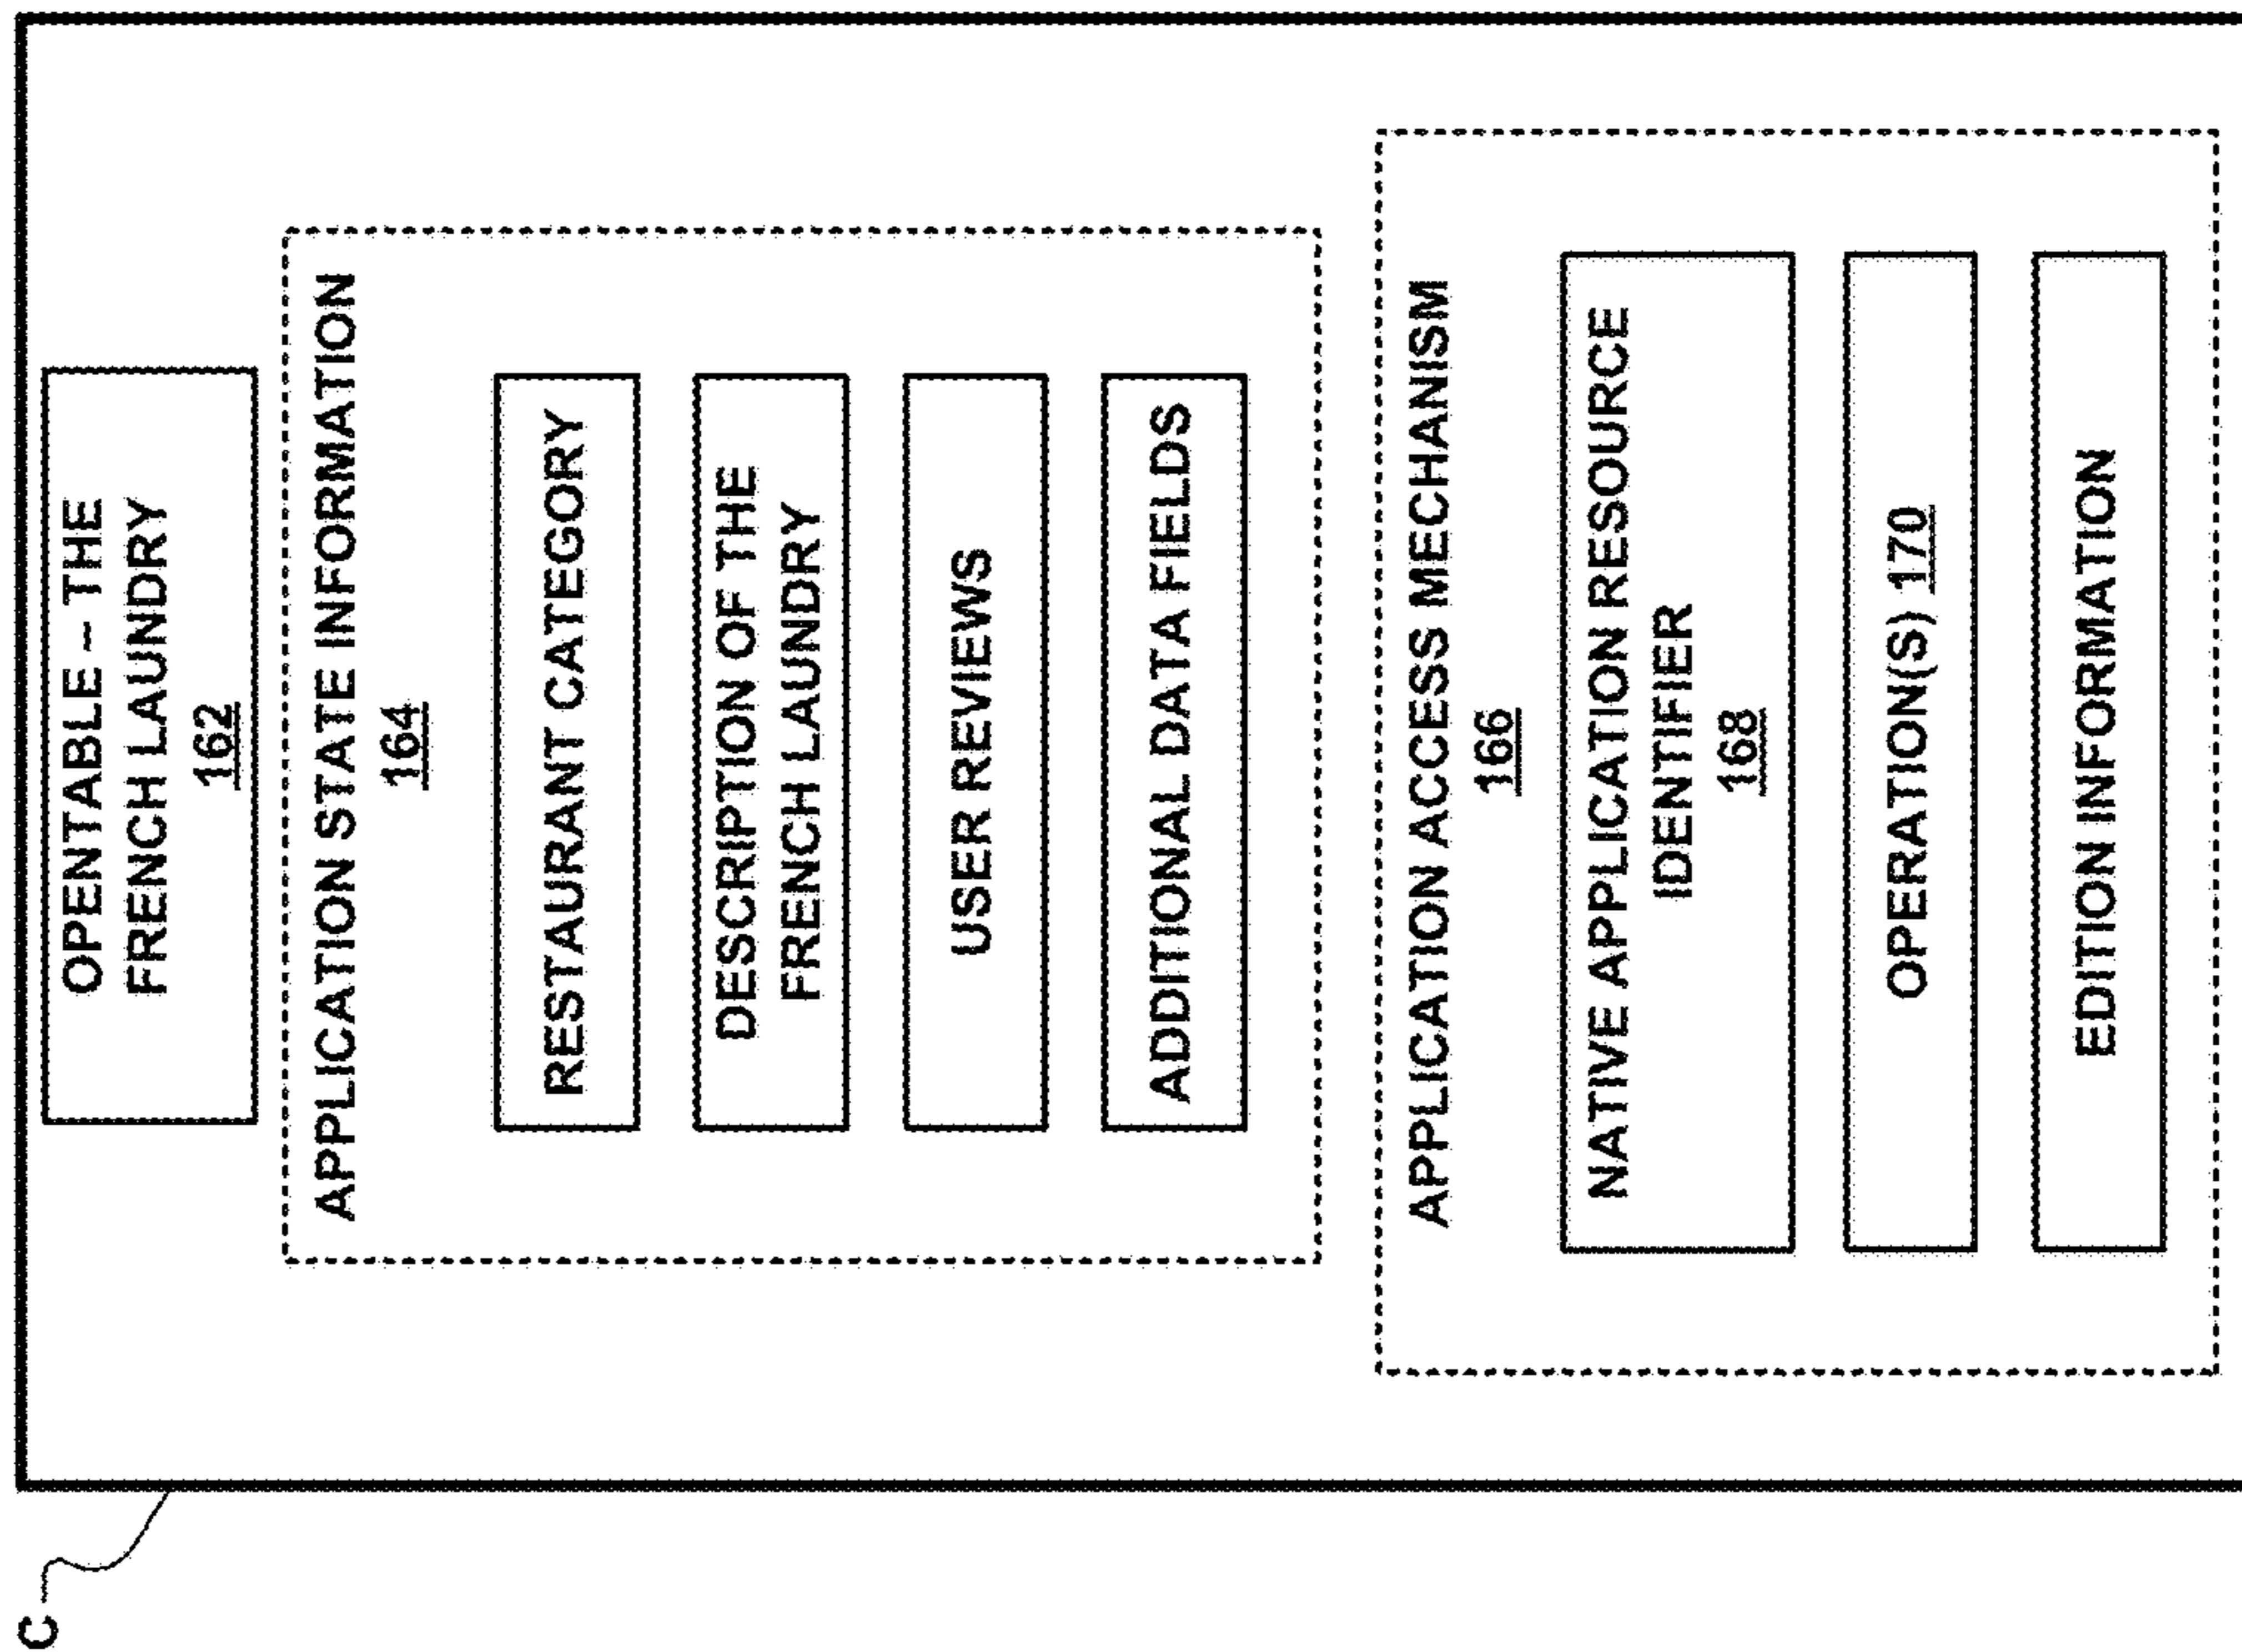 C
OPENTABLE – THE
FRENCH LAUNDRY
162
APPLICATION STATE INFORMATION
164
RESTAURANT CATEGORY
DESCRIPTION OF THE
FRENCH LAUNDRY
USER REVIEWS
ADDITIONAL DATA FIELDS
APPLICATION ACCESS MECHANISM
166
NATIVE APPLICATION RESOURCE
IDENTIFIER
168
OPERATION(S) 170
EDITION INFORMATION